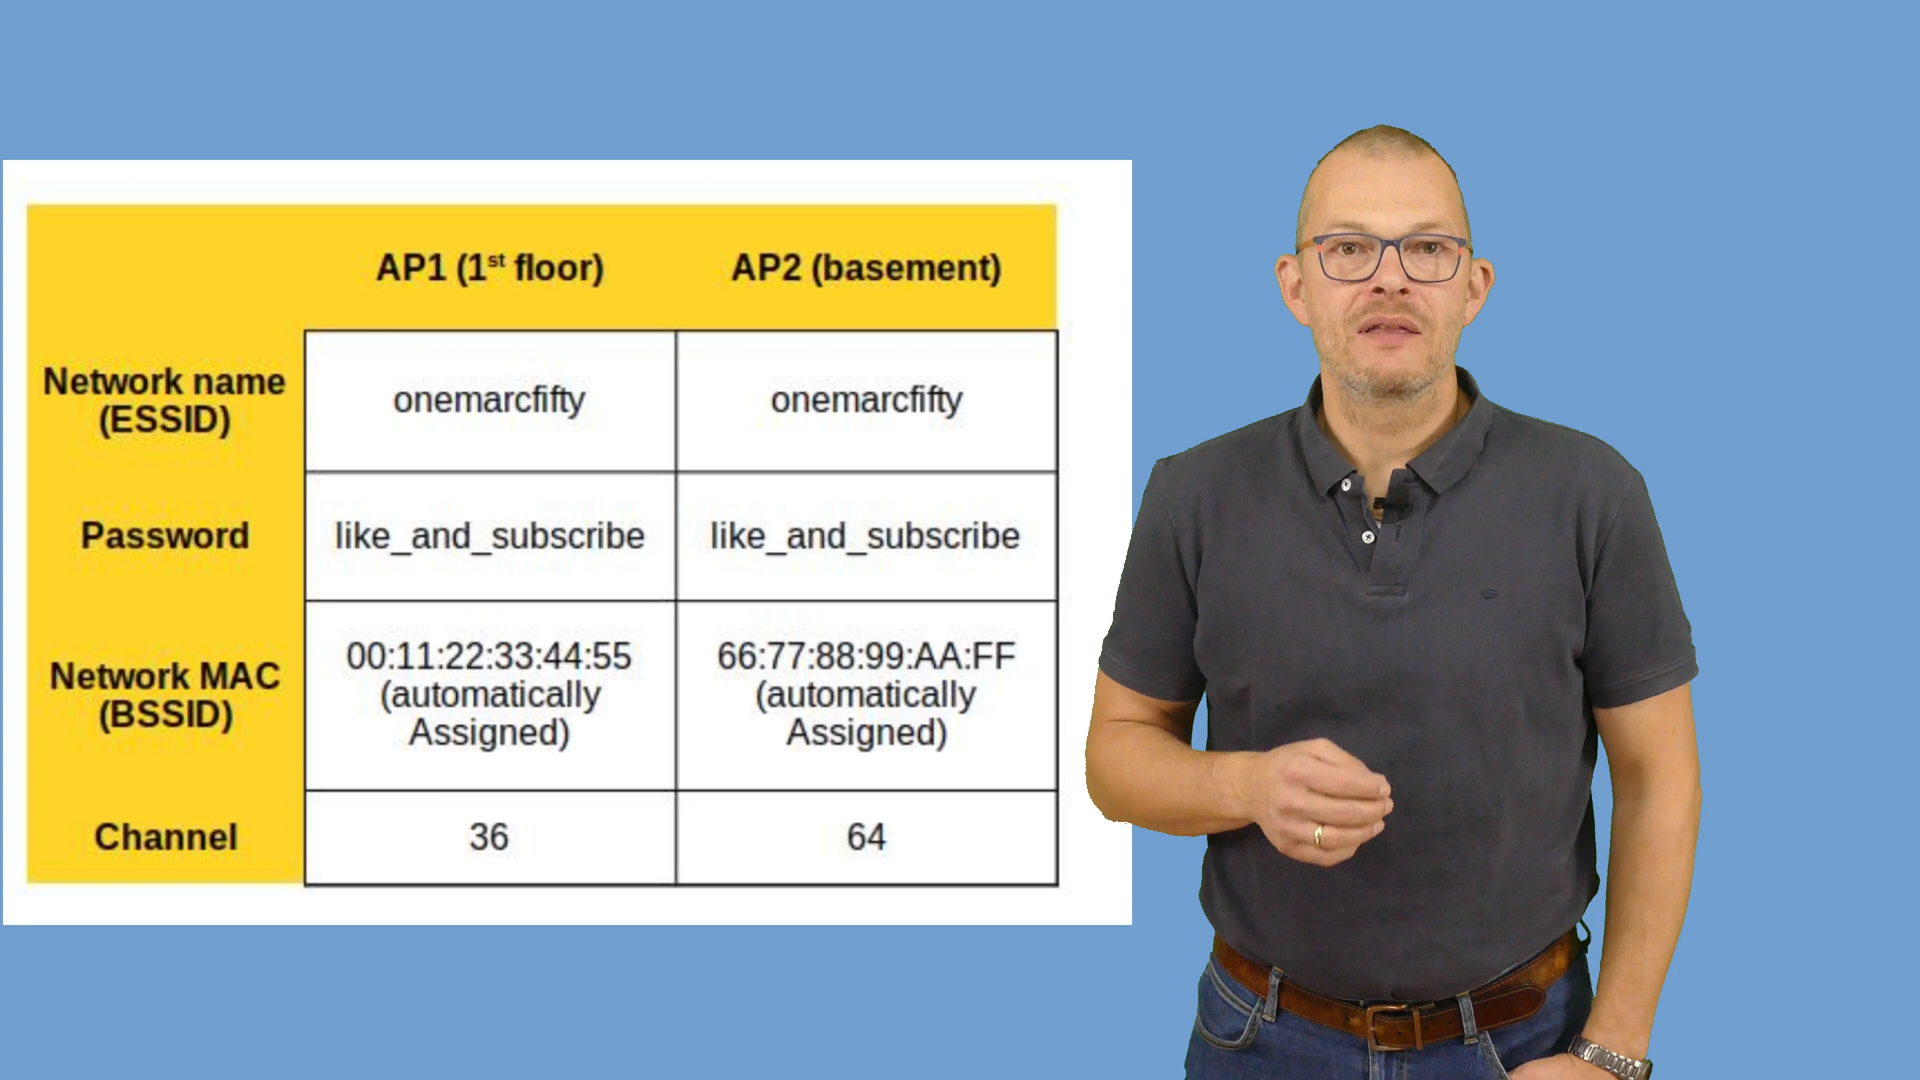 AP1 (1st floor) AP2 (basement)
Network name
(ESSID)
onemarcfifty onemarcfifty
Password like_and_subscribe like_and_subscribe
Network MAC
(BSSID)
00:11:22:33:44:55
(automatically
Assigned)
66:77:88:99:AA:FF
(automatically
Assigned)
Channel 36 64